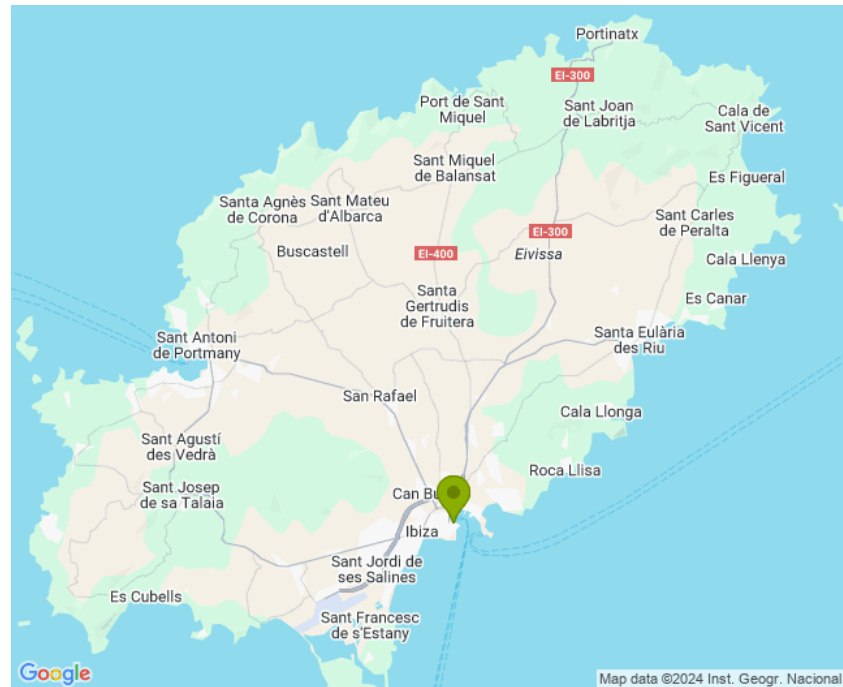 Portinatx
EI-300
Port de Sant
Miquel
Sant Joan
de Labritja
Cala de
Sant Vicent
Sant Miquel
de Balansat
Es Figueral
Santa Agnès
de Corona
Sant Mateu
d'Albarca
Sant Carles
de Peralta
EI-300
Buscastell
EI-400
Eivissa
Cala Llenya
Santa
Gertrudis
de Fruitera
Es Canar
Sant Antoni
de Portmany
Santa Eulària
des Riu
San Rafael
Cala Llonga
Sant Agustí
des Vedrà
Roca Llisa
Sant Josep
de sa Talaia
Can Bu
Ibiza
Sant Jordi de
ses Salines
Es Cubells
Sant Francesc
de s'Estany
Google
Map data ©2024 Inst. Geogr. Nacional